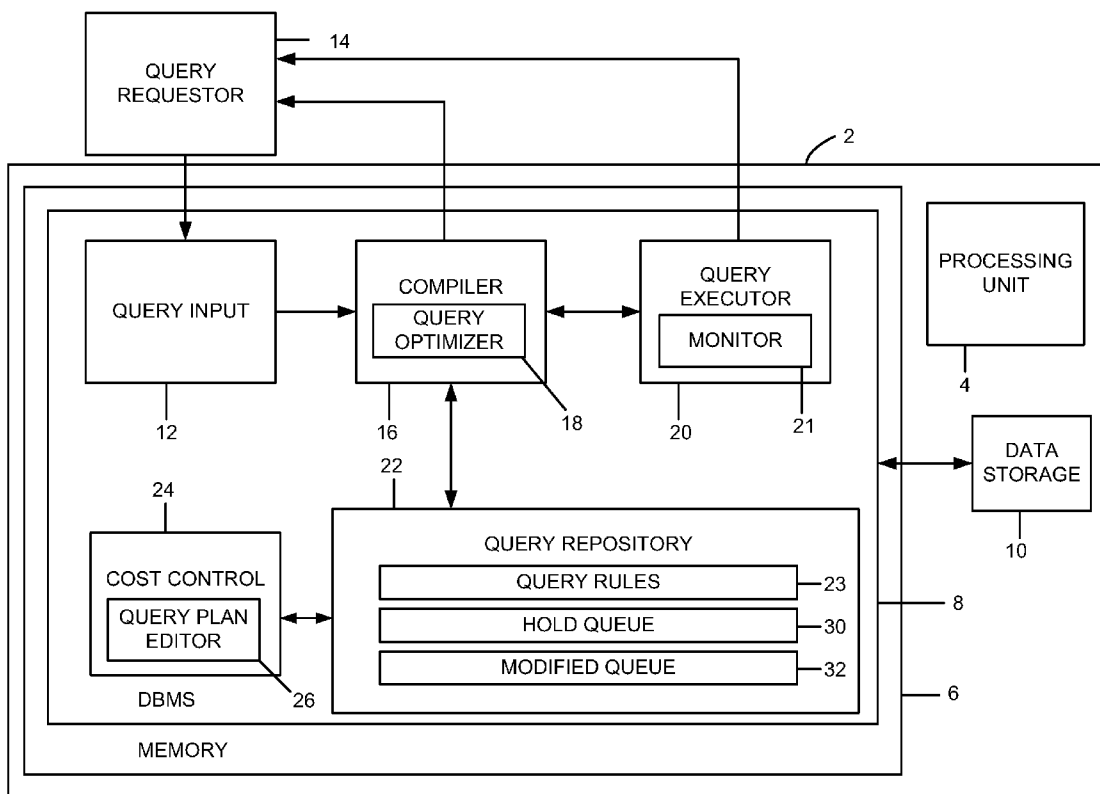 14
QUERY
REQUESTOR
2
QUERY INPUT
COMPILER
QUERY
OPTIMIZER
QUERY
EXECUTOR
MONITOR
PROCESSING
UNIT
12
16
18
20
21
4
DATA
STORAGE
10
24
22
COST CONTROL
QUERY PLAN
EDITOR
26
QUERY REPOSITORY
QUERY RULES
23
HOLD QUEUE
30
MODIFIED QUEUE
32
8
6
DBMS
MEMORY